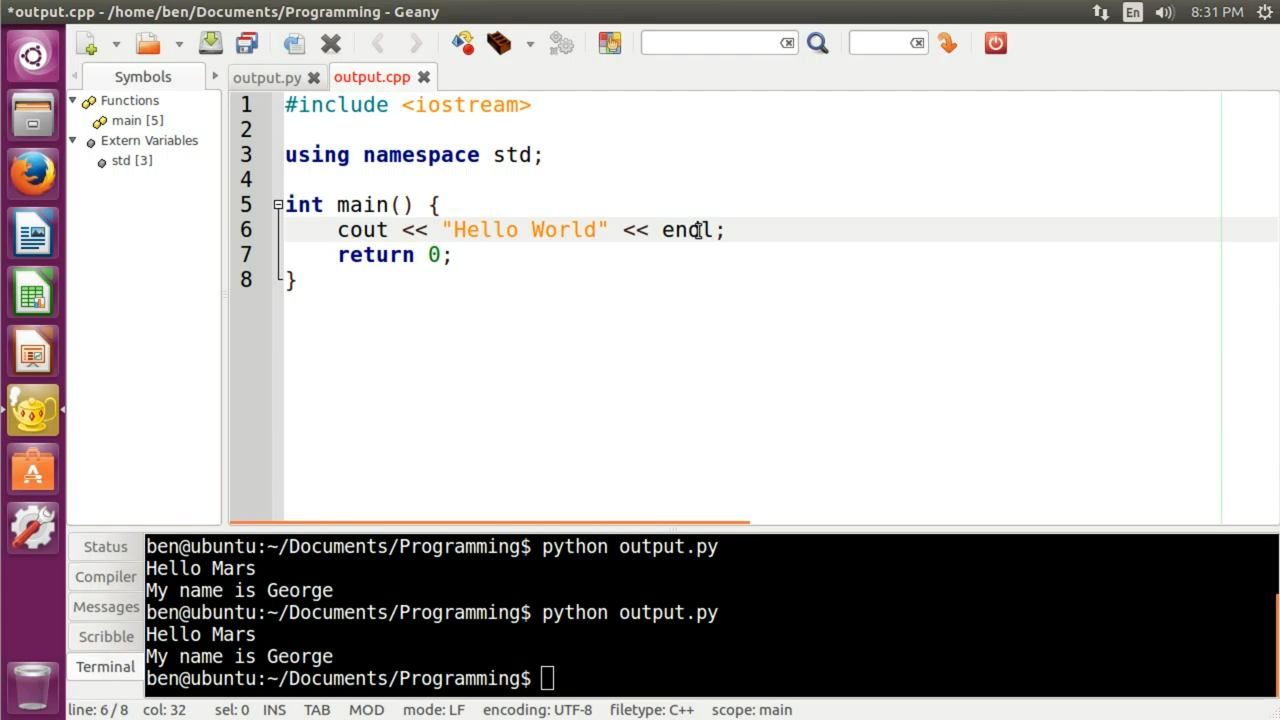 *output.cpp - /home/ben/Documents/Programming - Geany
En
8:31 PM
Symbols
output.py
output.cpp
Functions
main [5]
Extern Variables
std [3]
1 #include <iostream>
2
3 using namespace std;
4
5 int main() {
6 cout << "Hello World" << endl;
7 return 0;
8 }
Status
Compiler
Messages
Scribble
Terminal
ben@ubuntu:~/Documents/Programming$ python output.py
Hello Mars
My name is George
ben@ubuntu:~/Documents/Programming$ python output.py
Hello Mars
My name is George
ben@ubuntu:~/Documents/Programming$
line: 6 / 8 col: 32 sel: 0 INS TAB MOD mode: LF encoding: UTF-8 filetype: C++ scope: main